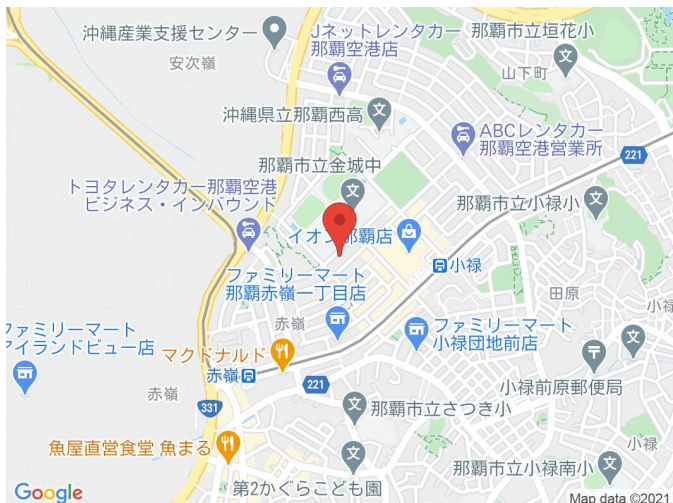 沖縄産業支援センター
安次嶺
Jネットレンタカー
那覇空港店
那覇市立垣花小
山下町
沖縄県立那覇西高
ABCレンタカー
那覇空港営業所
221
那覇市立金城中
トヨタレンタカー那覇空港
ビジネス・インバウンド
那覇市立小禄小
イオン那覇店
小禄
ファミリーマート
那覇赤嶺一丁目店
田原
小禄
赤嶺
ファミリーマート
アイランドビュー店
ファミリーマート
小禄団地前店
マクドナルド
赤嶺
221
小禄前原郵便局
赤嶺
331
那覇市立さつき小
小禄
魚屋直営食堂 魚まる
那覇市立小禄南小
第2かぐらこども園
Google
Map data ©2021